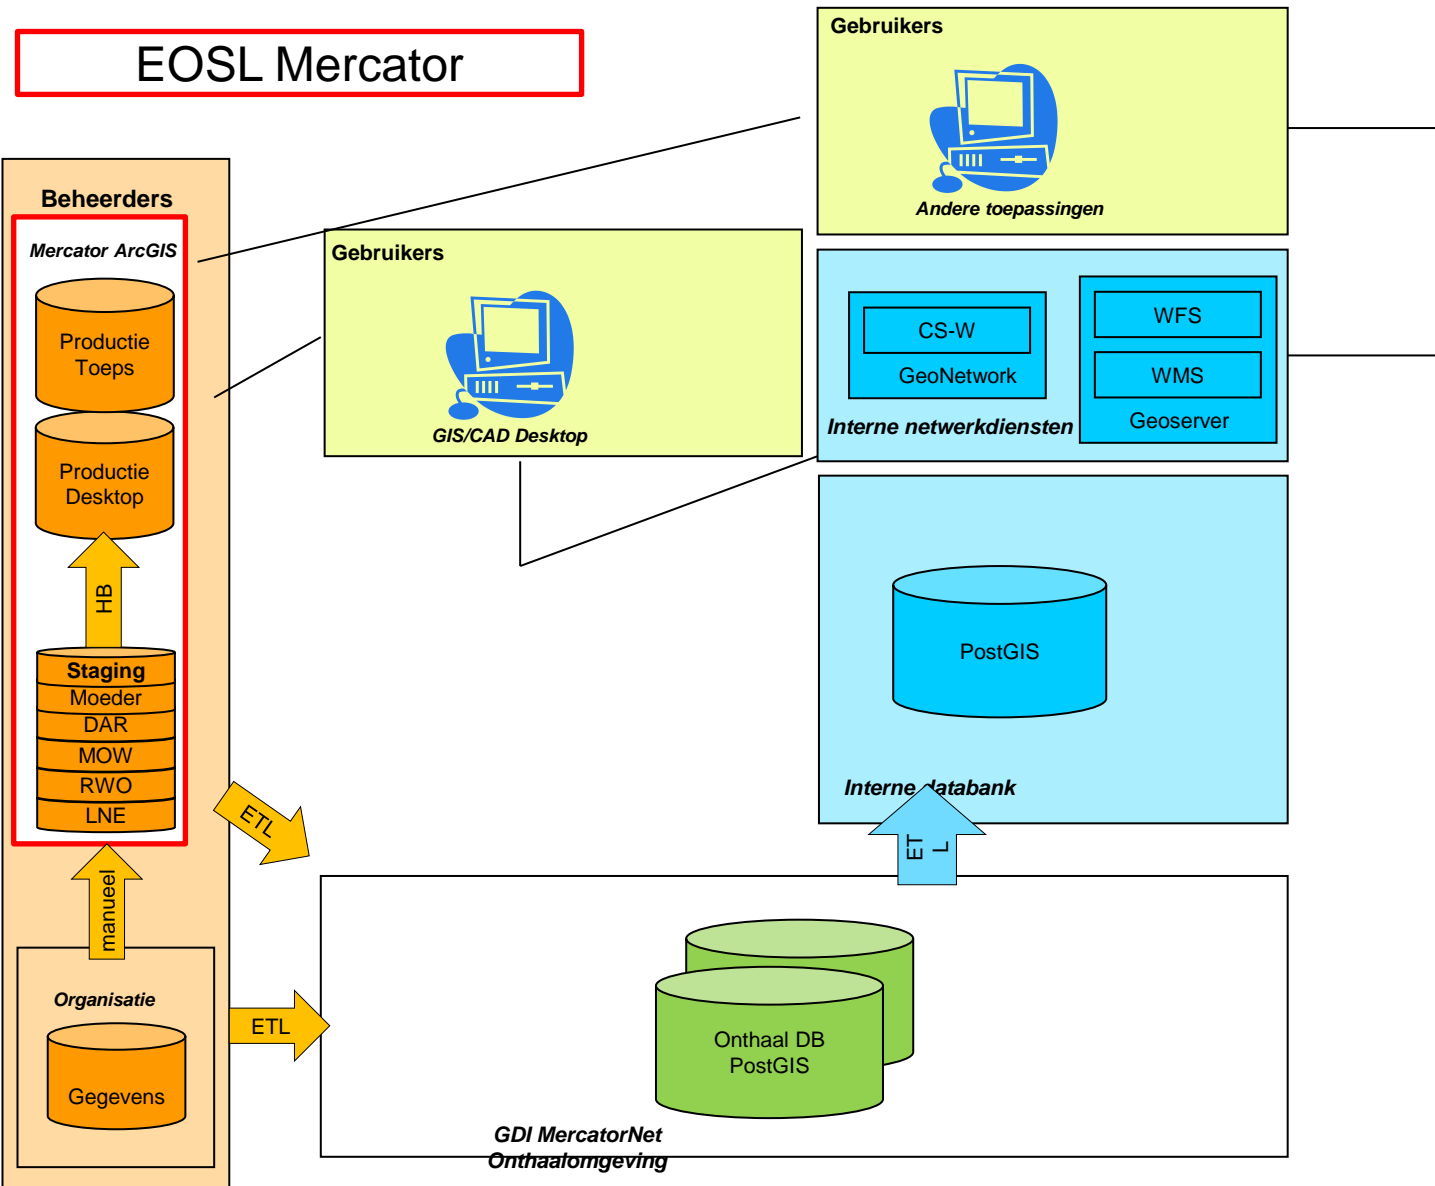 EOSL Mercator
Beheerders
Mercator ArcGIS
Productie
Toeps
Productie
Desktop
HB
Staging
Moeder
DAR
MOW
RWO
LNE
manueel
Organisatie
Gegevens
ETL
ETL
Gebruikers
GIS/CAD Desktop
Gebruikers
Andere toepassingen
CS-W
GeoNetwork
WFS
WMS
Geoserver
Interne netwerkdiensten
PostGIS
Interne databank
ET
L
Onthaal DB
PostGIS
GDI MercatorNet
Onthaalomgeving